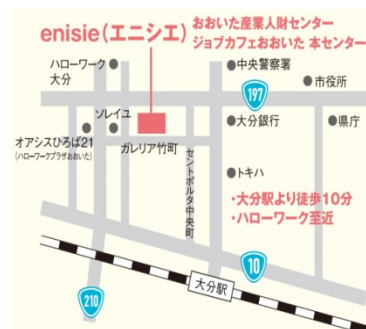 enisie(エニシエ)
おおいた産業人財センター
ジョブカフェおおいた 本センター
ハローワーク
大分
中央警察署
市役所
197
ソレイユ
大分銀行
県庁
オアシスひろば21
(ハローワークプラザおおいた)
ガレリア竹町
セントポルタ中央町
トキハ
・大分駅より徒歩10分
・ハローワーク至近
10
210
大分駅